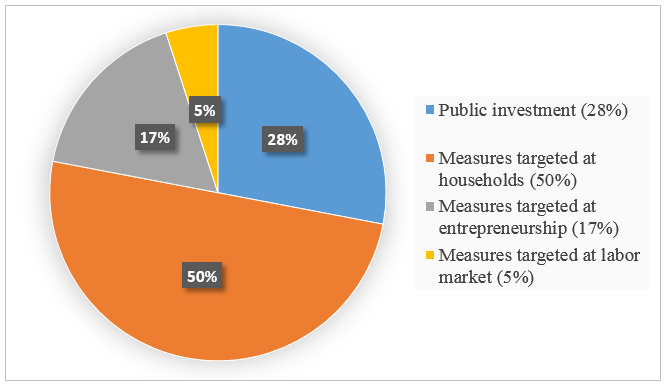 5%
17%
28%
50%
Public investment (28%)
Measures targeted at
households (50%)
Measures targeted at
entrepreneurship (17%)
Measures targeted at labor
market (5%)